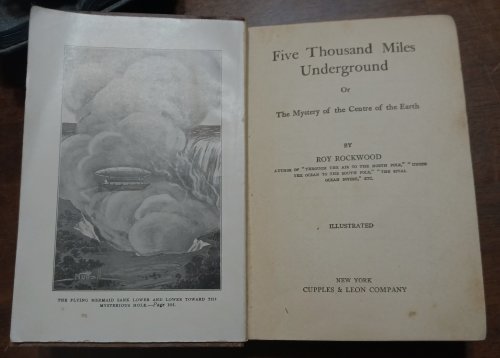 Nuttall
THE FLYING MERMAID SANK LOWER AND LOWER TOWARD THE
MYSTERIOUS HOLE.—Page 101.
Five Thousand Miles
Underground
Or
The Mystery of the Centre of the Earth
BY
ROY ROCKWOOD
AUTHOR OF "THROUGH THE AIR TO THE NORTH POLE," "UNDER
THE OCEAN TO THE SOUTH POLE," "THE RIVAL
OCEAN DIVERS," ETC.
ILLUSTRATED
NEW YORK
CUPPLES & LEON COMPANY